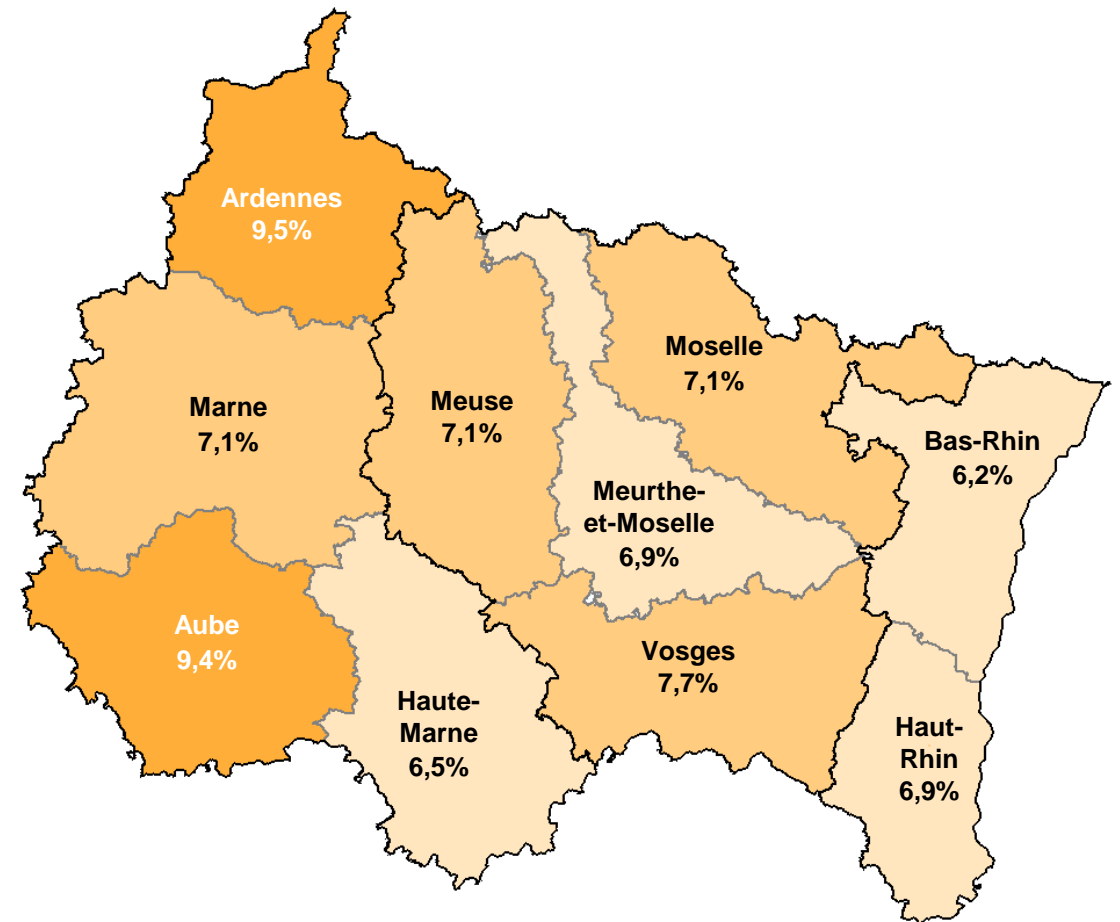 Ardennes
9,5%
Moselle
7,1%
Marne
7,1%
Meuse
7,1%
Bas-Rhin
6,2%
Meurthe-
et-Moselle
6,9%
Aube
9,4%
Vosges
7,7%
Haute-
Marne
6,5%
Haut-
Rhin
6,9%